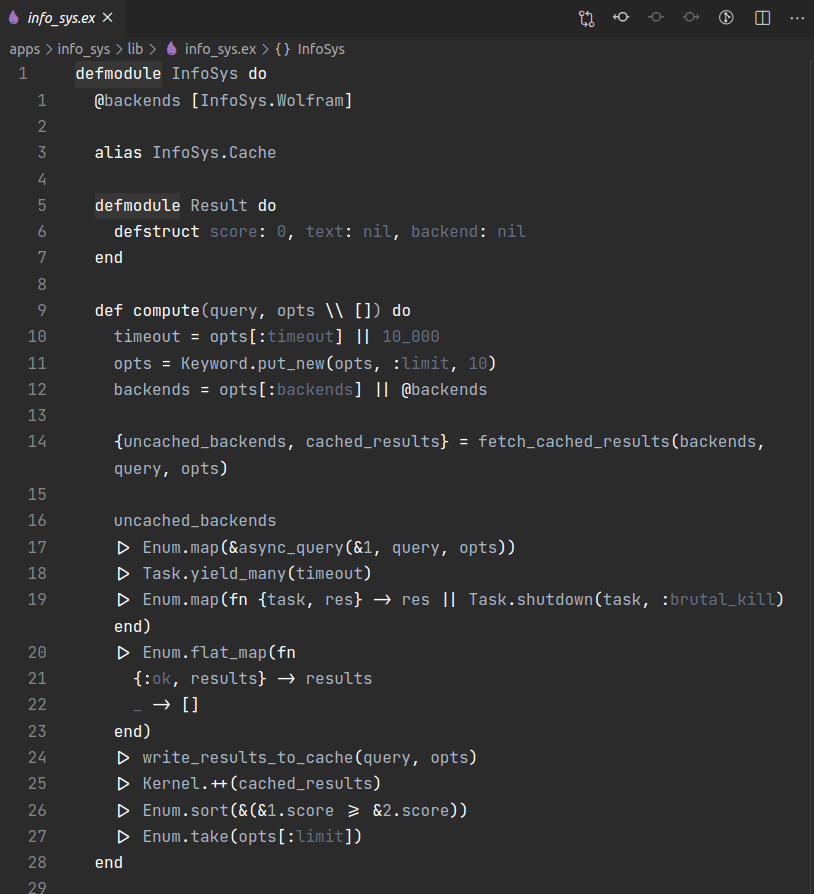 info_sys.ex ×
apps > info_sys > lib > info_sys.ex > {} InfoSys
1 defmodule InfoSys do
1 @backends [InfoSys.Wolfram]
2
3 alias InfoSys.Cache
4
5 defmodule Result do
6 defstruct score: 0, text: nil, backend: nil
7 end
8
9 def compute(query, opts \\ []) do
10 timeout = opts[:timeout] || 10_000
11 opts = Keyword.put_new(opts, :limit, 10)
12 backends = opts[:backends] || @backends
13
14 {uncached_backends, cached_results} = fetch_cached_results(backends,
query, opts)
15
16 uncached_backends
17 |> Enum.map(&async_query(&1, query, opts))
18 |> Task.yield_many(timeout)
19 |> Enum.map(fn {task, res} -> res || Task.shutdown(task, :brutal_kill)
end)
20 |> Enum.flat_map(fn
21 {:ok, results} -> results
22 _ -> []
23 end)
24 |> write_results_to_cache(query, opts)
25 |> Kernel.++(cached_results)
26 |> Enum.sort(&(&1.score >= &2.score))
27 |> Enum.take(opts[:limit])
28 end
29